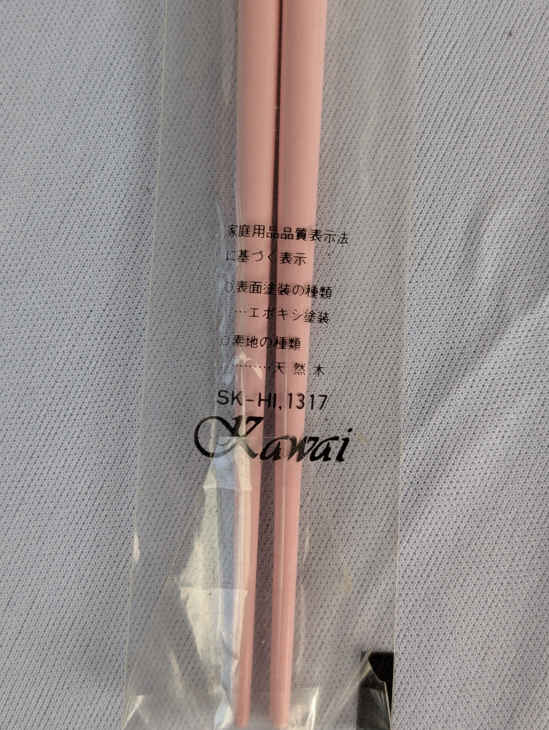 家庭用品品質表示法
に基づく表示
○表面塗装の種類
…エポキシ塗装
○素地の種類
………天然木
SK-HI,1317
Kawai